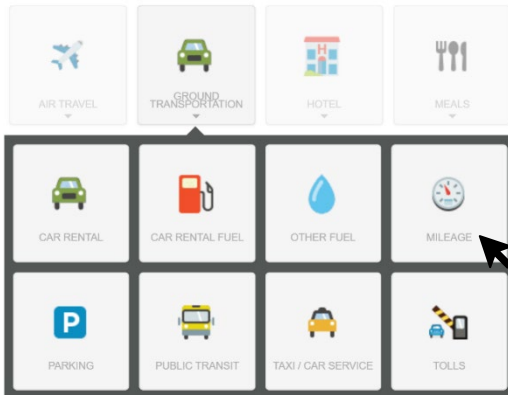 AIR TRAVEL
GROUND
TRANSPORTATION
HOTEL
MEALS
CAR RENTAL
CAR RENTAL FUEL
OTHER FUEL
MILEAGE
P
PARKING
PUBLIC TRANSIT
TAXI / CAR SERVICE
TOLLS